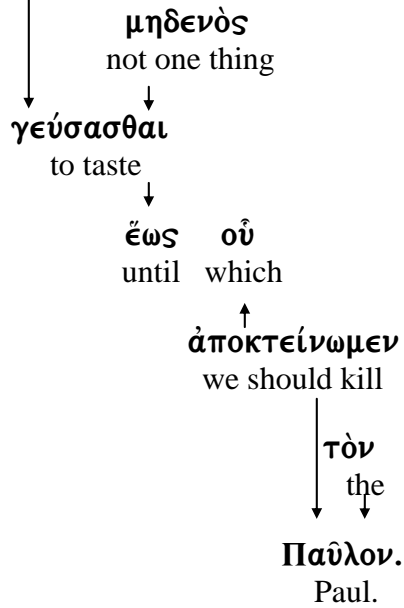 μηδενὸς
not one thing
γεύσασθαι
to taste
ἕως οὗ
until which
ἀποκτείνωμεν
we should kill
τὸν
the
Παῦλον.
Paul.